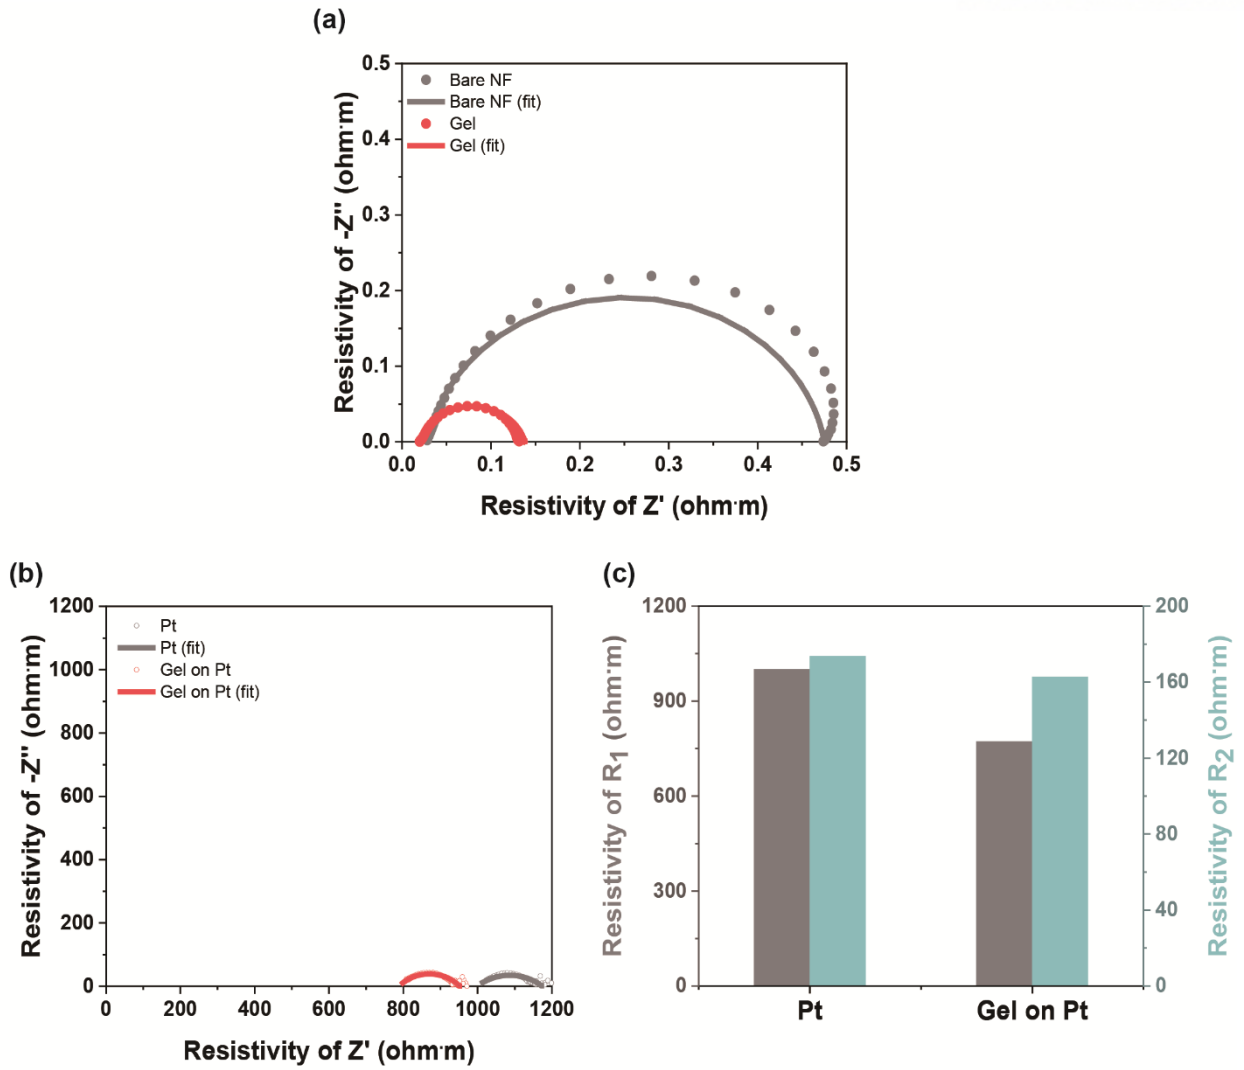 (a)
0.5
0.4
0.3
0.2
0.1
0.0
Resistivity of -Z'' (ohm·m)
Bare NF
Bare NF (fit)
Gel
Gel (fit)
0.0 0.1 0.2 0.3 0.4 0.5
Resistivity of Z' (ohm·m)
(b)
1200
1000
800
600
400
200
0
Resistivity of -Z'' (ohm·m)
Pt
Pt (fit)
Gel on Pt
Gel on Pt (fit)
0 200 400 600 800 1000 1200
Resistivity of Z' (ohm·m)
(c)
1200
900
600
300
0
Resistivity of R1 (ohm·m)
200
160
120
80
40
0
Resistivity of R2 (ohm·m)
Pt Gel on Pt